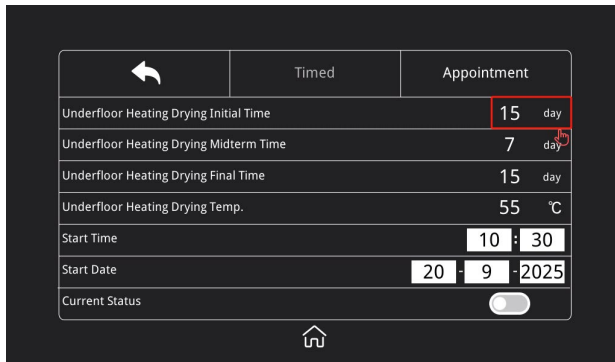 Timed Appointment
Underfloor Heating Drying Initial Time 15 day
Underfloor Heating Drying Midterm Time 7 day
Underfloor Heating Drying Final Time 15 day
Underfloor Heating Drying Temp. 55 ℃
Start Time 10 : 30
Start Date 20 - 9 - 2025
Current Status